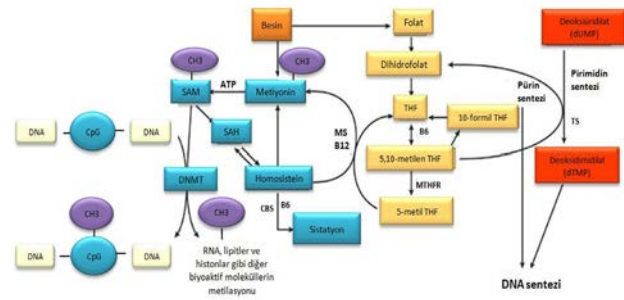 Besin
Folat
Deoksiüridilat
(dUMP)
CH3
CH3
Dihidrofolat
SAM
ATP
Metiyonin
Pürin
sentezi
Pirimidin
sentezi
THF
10-formil THF
DNA
CpG
DNA
SAH
MS
B12
B6
TS
5,10-metilen THF
DNMT
Homosistein
MTHFR
(dTMP)
CH3
CH3
CBS
B6
5-metil THF
DNA
CpG
DNA
Sistatyon
RNA, lipitler ve
histonlar gibi diğer
biyoaktif moleküllerin
metilasyonu
DNA sentezi